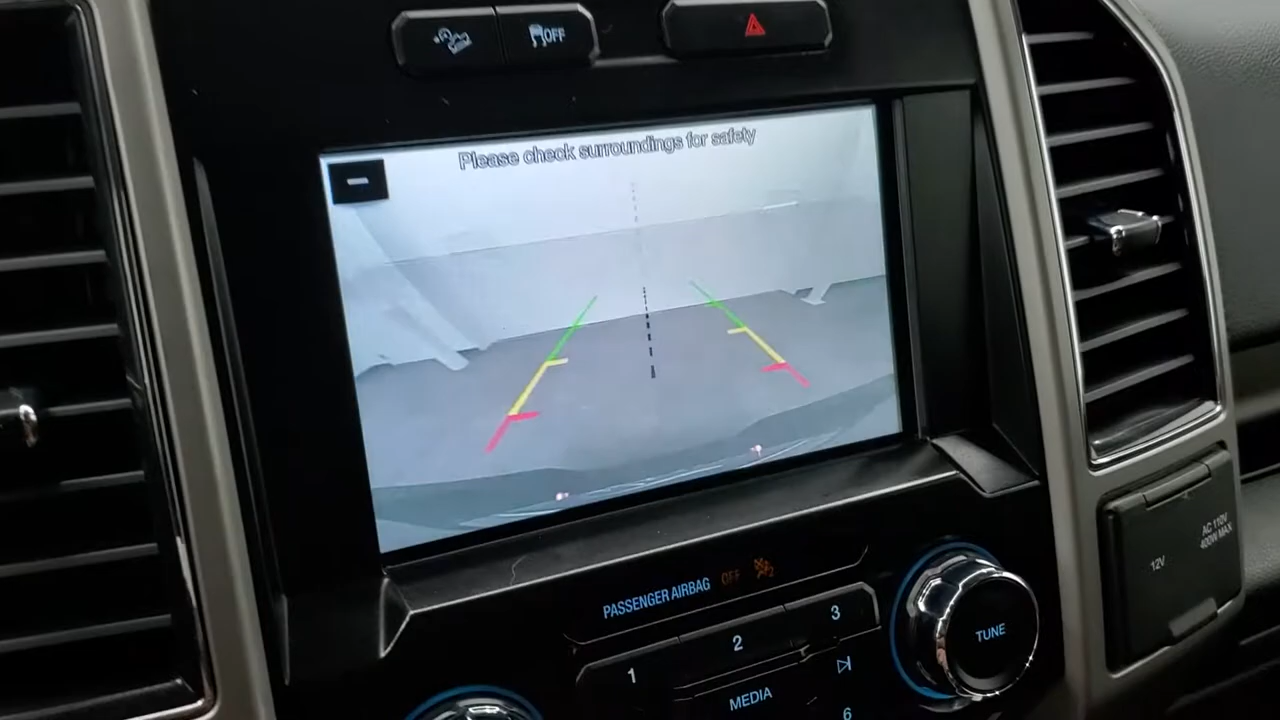 OFF
Please check surroundings for safety
PASSENGER AIRBAG OFF
1 2 3
MEDIA
6
TUNE
12V
AC 110V
400W MAX